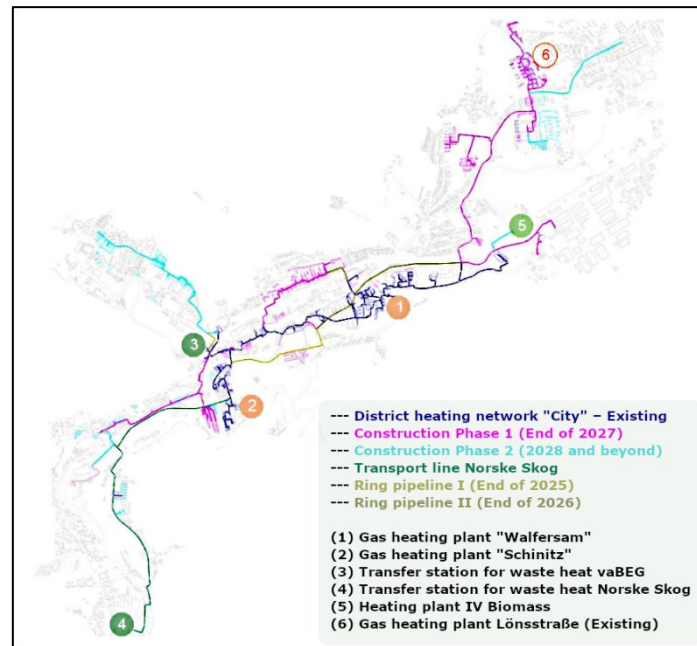 6
5
1
3
2
4
--- District heating network "City" – Existing
--- Construction Phase 1 (End of 2027)
--- Construction Phase 2 (2028 and beyond)
--- Transport line Norske Skog
--- Ring pipeline I (End of 2025)
--- Ring pipeline II (End of 2026)
(1) Gas heating plant "Walfersam"
(2) Gas heating plant "Schinitz"
(3) Transfer station for waste heat vaBEG
(4) Transfer station for waste heat Norske Skog
(5) Heating plant IV Biomass
(6) Gas heating plant Lönsstraße (Existing)